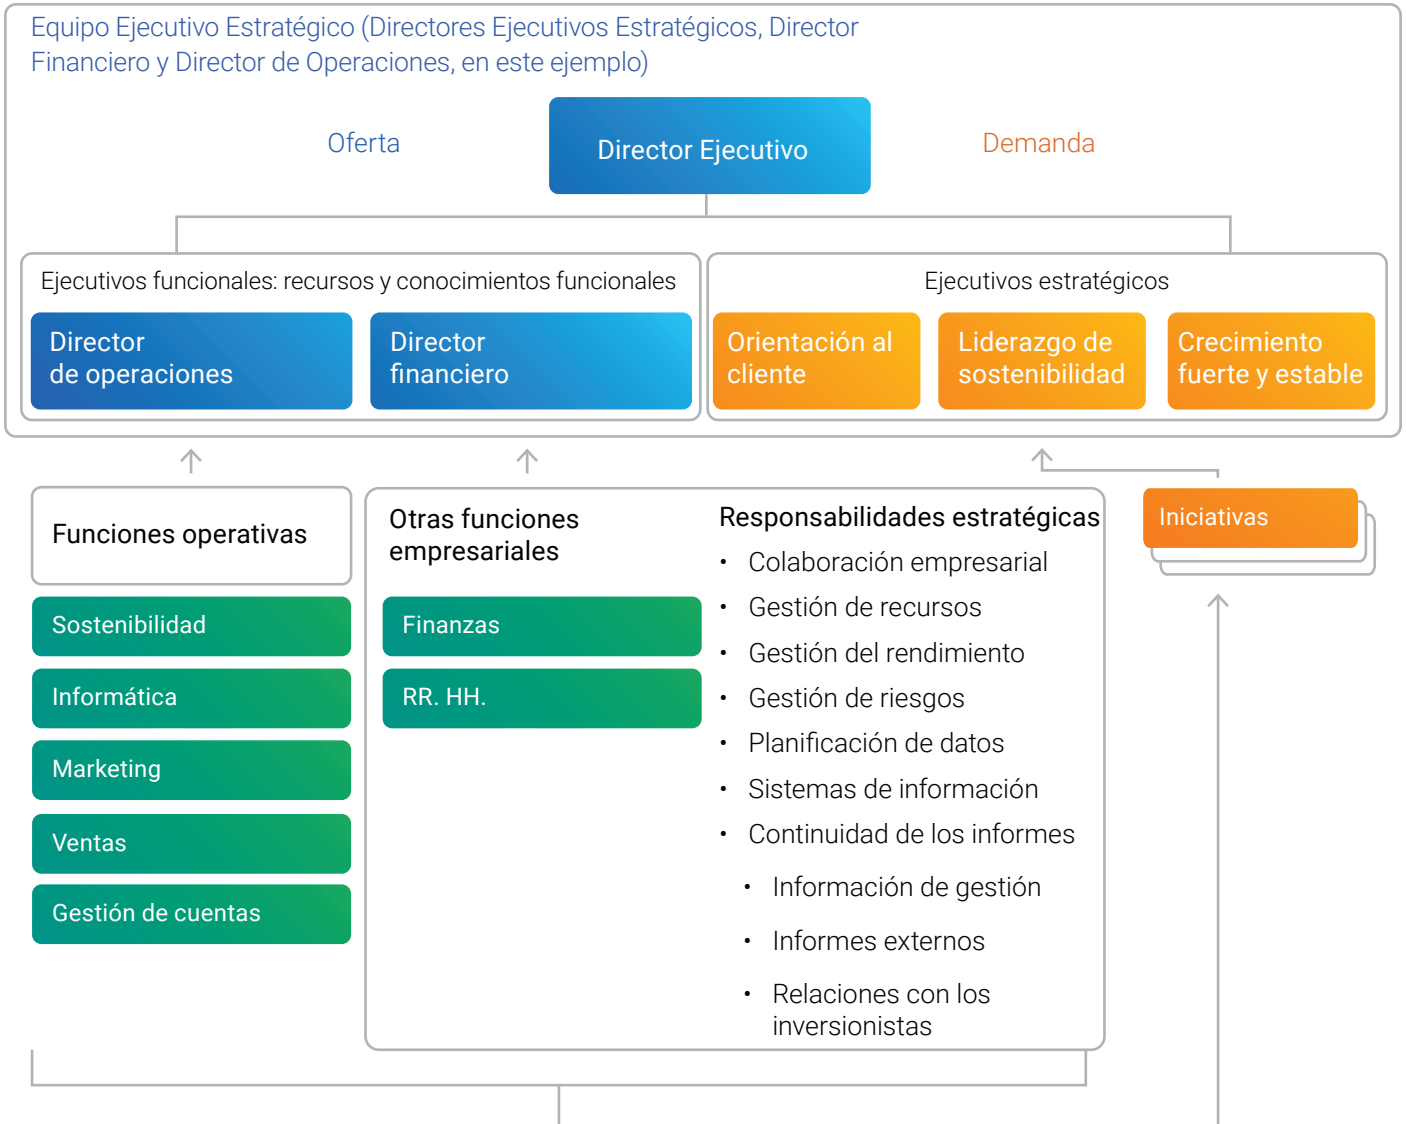 Equipo Ejecutivo Estratégico (Directores Ejecutivos Estratégicos, Director
Financiero y Director de Operaciones, en este ejemplo)
Oferta
Director Ejecutivo
Demanda
Ejecutivos funcionales: recursos y conocimientos funcionales
Director
de operaciones
Director
financiero
Ejecutivos estratégicos
Orientación al
cliente
Liderazgo de
sostenibilidad
Crecimiento
fuerte y estable
Funciones operativas
Sostenibilidad
Informática
Marketing
Ventas
Gestión de cuentas
Otras funciones
empresariales
Finanzas
RR. HH.
Responsabilidades estratégicas
• Colaboración empresarial
• Gestión de recursos
• Gestión del rendimiento
• Gestión de riesgos
• Planificación de datos
• Sistemas de información
• Continuidad de los informes
• Información de gestión
• Informes externos
• Relaciones con los
inversionistas
Iniciativas